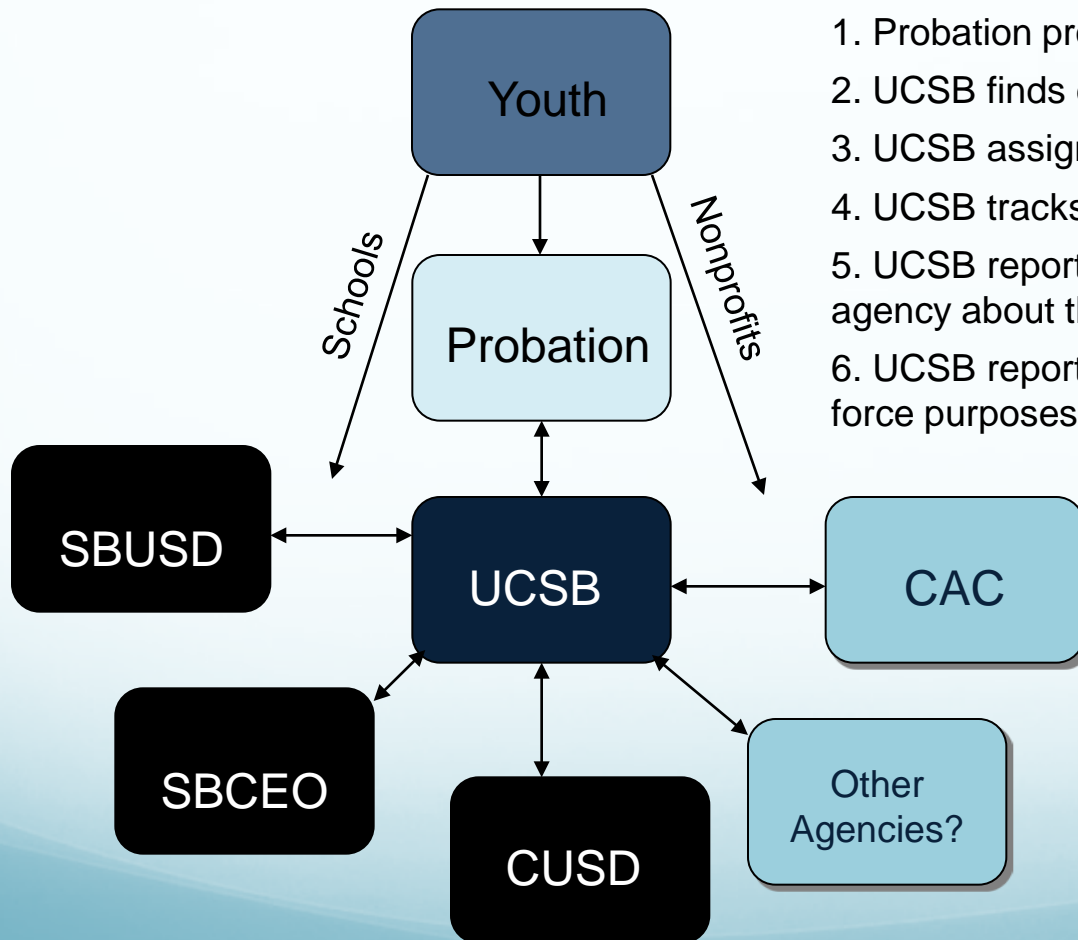 Youth
Schools
Nonprofits
Probation
SBUSD
UCSB
CAC
SBCEO
CUSD
Other
Agencies?
1. Probation
2. UCSB finds
3. UCSB
4. UCSB tracks
5. UCSB
agency about
6. UCSB
force purposes